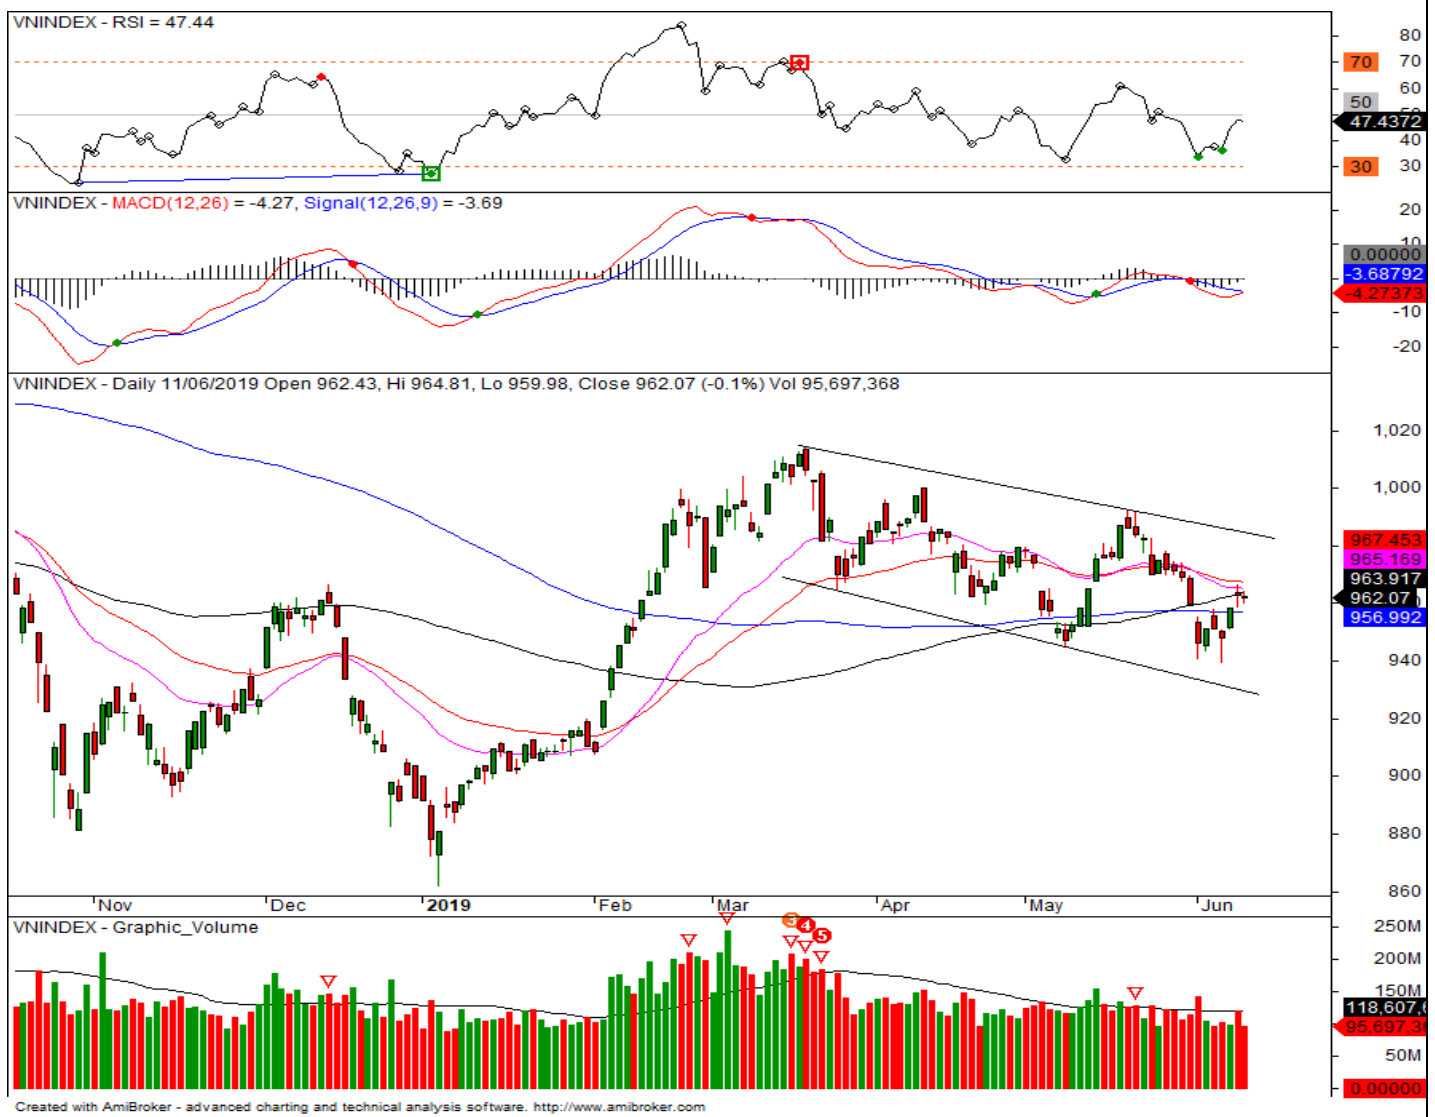 VNINDEX - RSI = 47.44
80
70
70
60
50
47.4372
40
30
30
VNINDEX - MACD(12,26) = -4.27, Signal(12,26,9) = -3.69
20
10
0.00000
-3.68792
-4.27373
-10
-20
VNINDEX - Daily 11/06/2019 Open 962.43, Hi 964.81, Lo 959.98, Close 962.07 (-0.1%) Vol 95,697,368
1,020
1,000
967.453
965.169
963.917
962.07
956.992
940
920
900
880
860
Nov Dec 2019 Feb Mar Apr May Jun
VNINDEX - Graphic_Volume
3 4 5
250M
200M
150M
118,607,6
95,697,36
50M
0.00000
Created with AmiBroker - advanced charting and technical analysis software. http://www.amibroker.com